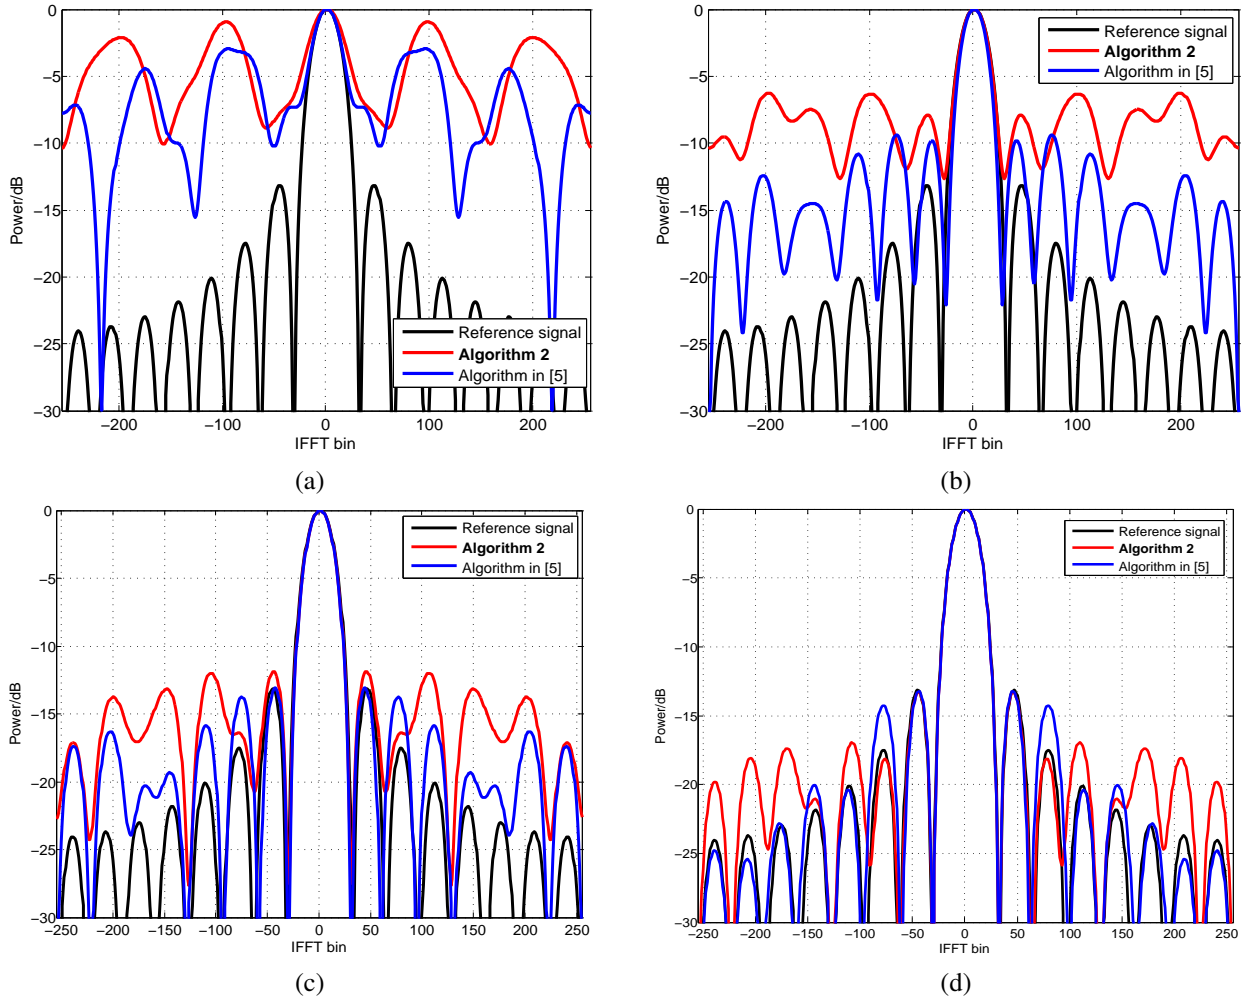 0
−5
−10
−15
−20
−25
−30
Power/dB
−200
−100
0
100
200
IFFT bin
Reference signal
Algorithm 2
Algorithm in [5]
(a)
0
−5
−10
−15
−20
−25
−30
Power/dB
−200
−100
0
100
200
IFFT bin
Reference signal
Algorithm 2
Algorithm in [5]
(b)
0
−5
−10
−15
−20
−25
−30
Power/dB
−250
−200
−150
−100
−50
0
50
100
150
200
250
IFFT bin
Reference signal
Algorithm 2
Algorithm in [5]
(c)
0
−5
−10
−15
−20
−25
−30
Power/dB
−250
−200
−150
−100
−50
0
50
100
150
200
250
IFFT bin
Reference signal
Algorithm 2
Algorithm in [5]
(d)